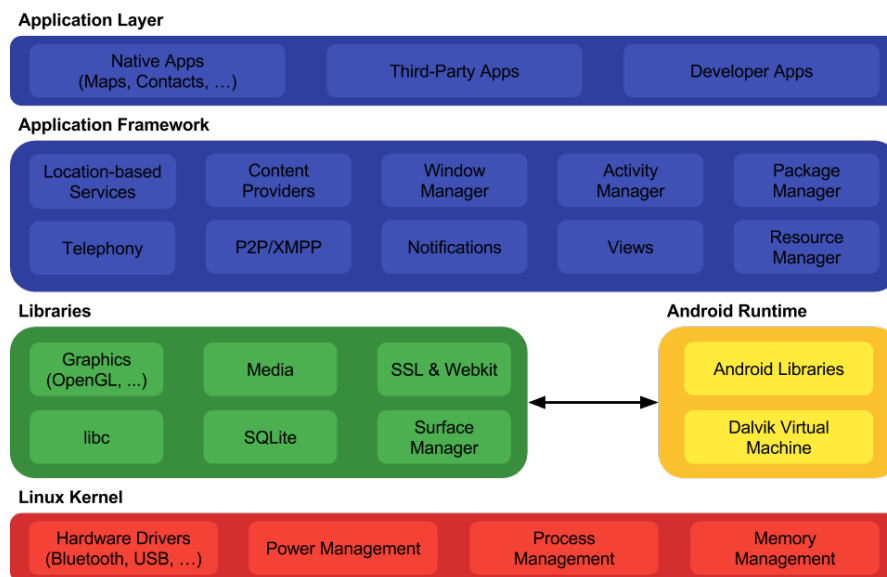 Application Layer
Native Apps
(Maps, Contacts, …)
Third-Party Apps
Developer Apps
Application Framework
Location-based
Services
Content
Providers
Window
Manager
Activity
Manager
Package
Manager
Telephony
P2P/XMPP
Notifications
Views
Resource
Manager
Libraries
Android Runtime
Graphics
(OpenGL, ...)
Media
SSL & Webkit
Android Libraries
libc
SQLite
Surface
Manager
Dalvik Virtual
Machine
Linux Kernel
Hardware Drivers
(Bluetooth, USB, …)
Power Management
Process
Management
Memory
Management